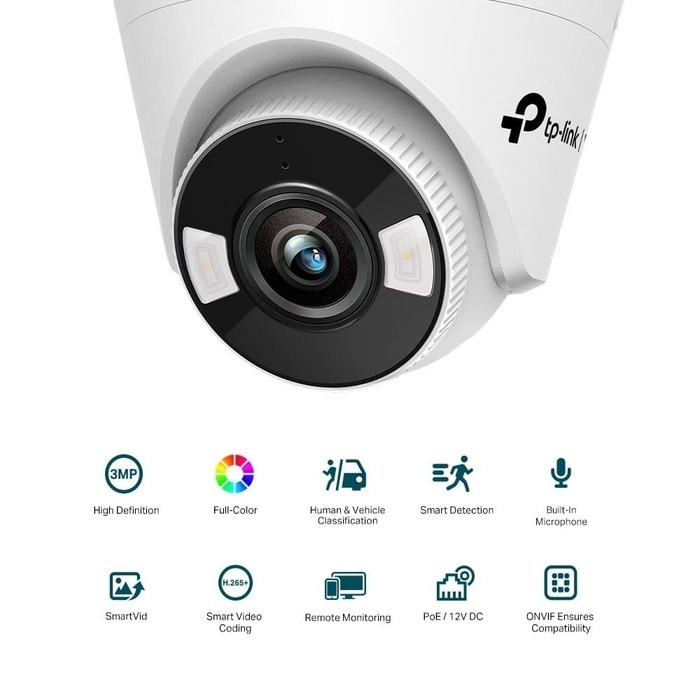 tp-link
3MP
High Definition
Full-Color
Human & Vehicle
Classification
Smart Detection
Built-In
Microphone
SmartVid
H.265+
Smart Video
Coding
Remote Monitoring
PoE / 12V DC
ONVIF Ensures
Compatibility